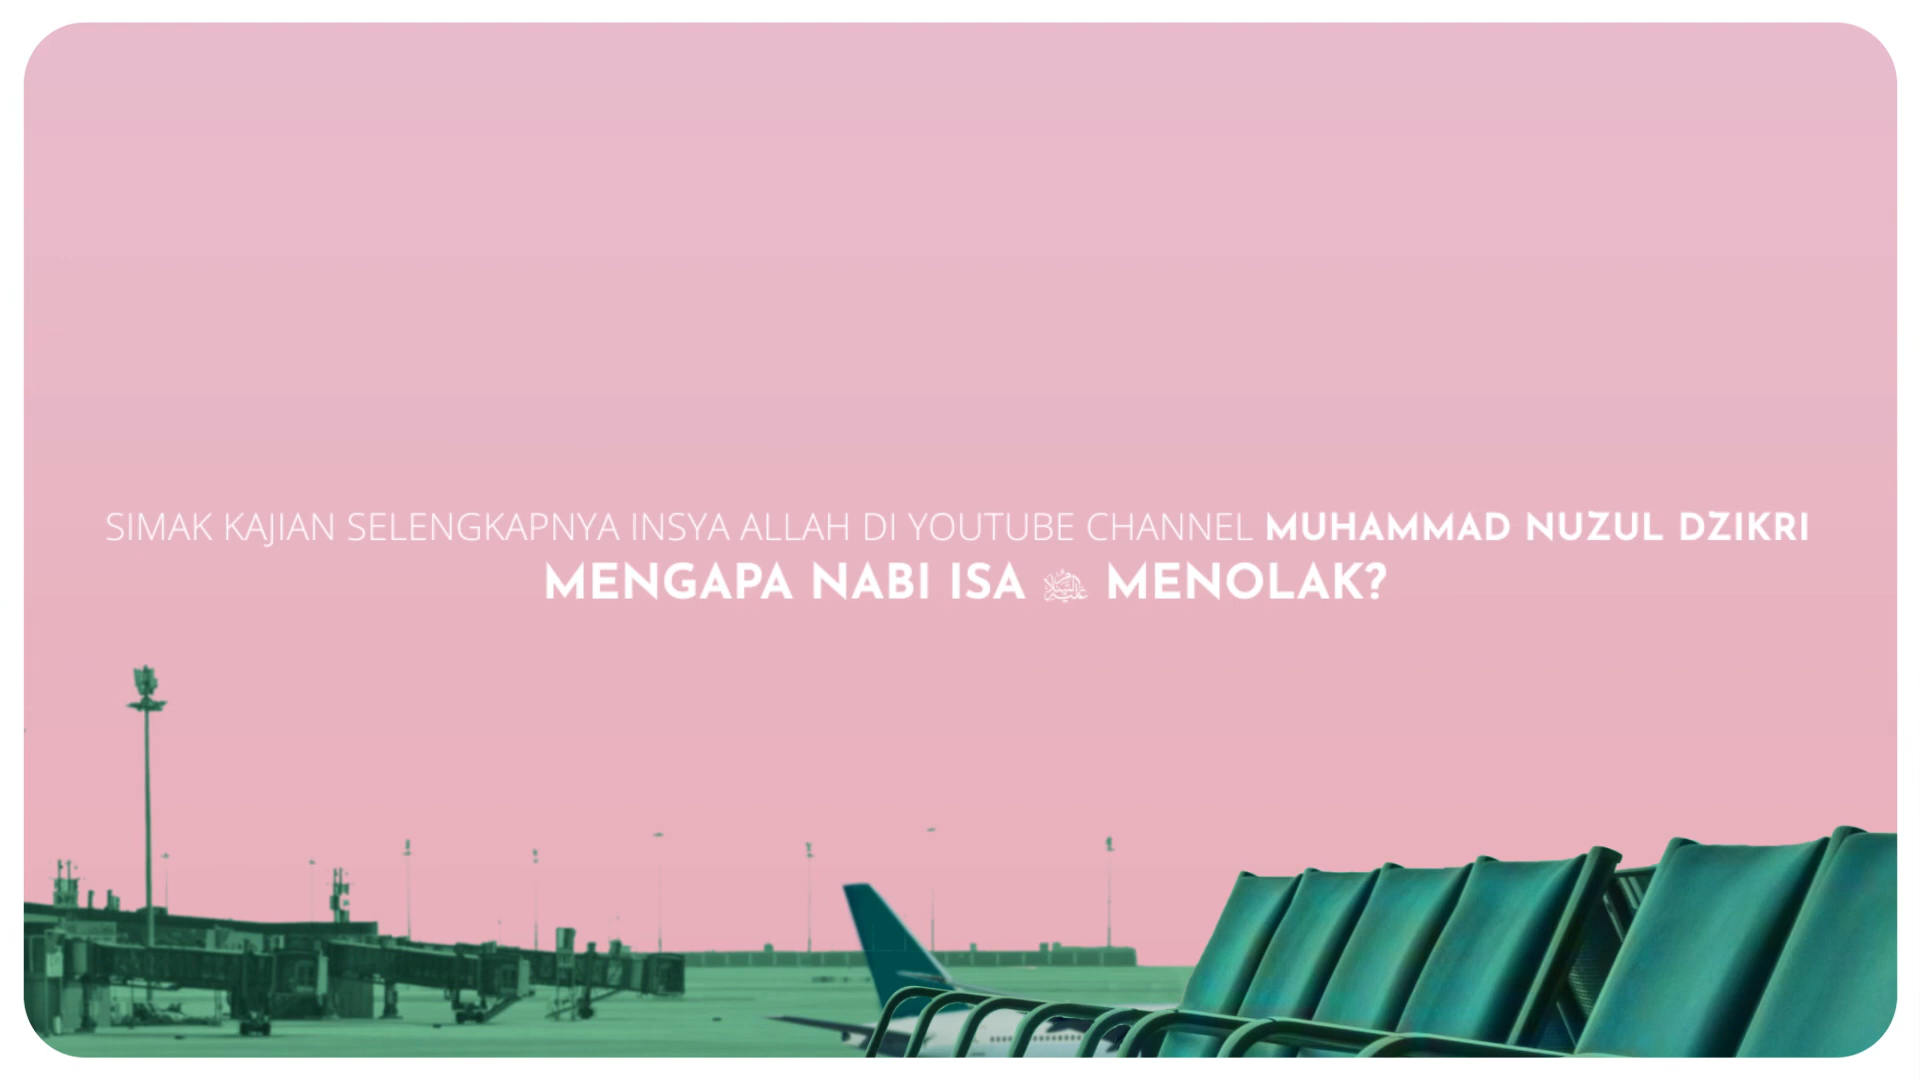 SIMAK KAJIAN SELENGKAPNYA INSYA ALLAH DI YOUTUBE CHANNEL MUHAMMAD NUZUL DZIKRI
MENGAPA NABI ISA عليه السلام MENOLAK?